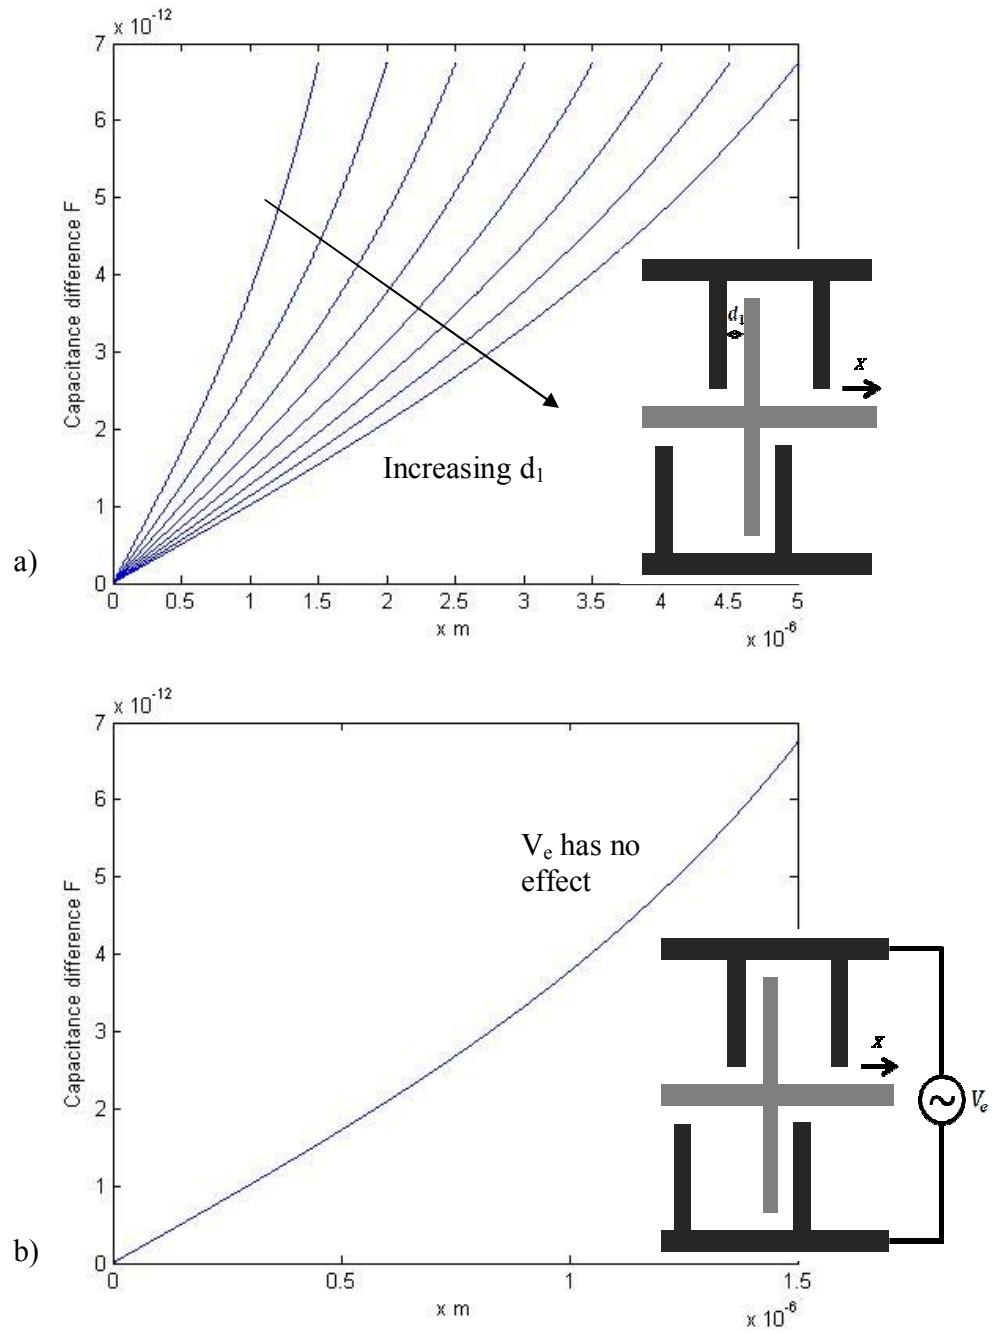 x 10-12
7
6
5
4
3
2
1
0
Capacitance difference F
0 0.5 1 1.5 2 2.5 3 3.5 4 4.5 5
x m
x 10-6
Increasing d1
d1
x
a)
x 10-12
7
6
5
4
3
2
1
0
Capacitance difference F
0 0.5 1 1.5
x m
x 10-6
Ve has no
effect
x
Ve
b)